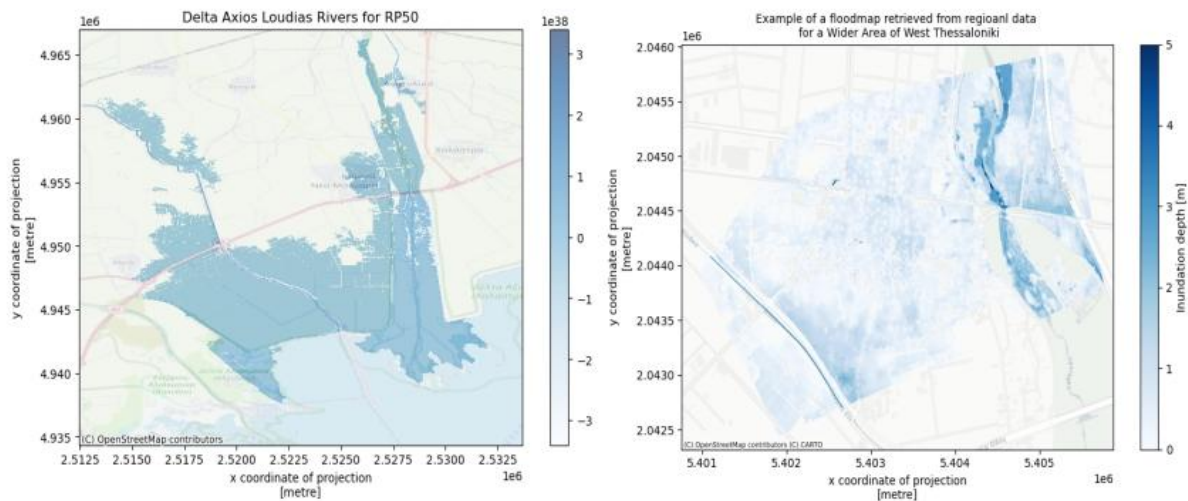 Delta Axios Loudias Rivers for RP50
1e6
1e38
4.965
4.960
4.955
4.950
4.945
4.940
4.935
y coordinate of projection
[metre]
(C) OpenStreetMap contributors
2.5125 2.5150 2.5175 2.5200 2.5225 2.5250 2.5275 2.5300 2.5325
1e6
x coordinate of projection
[metre]
3
2
1
0
−1
−2
−3
Example of a floodmap retrieved from regioanl data
for a Wider Area of West Thessaloniki
1e6
2.0460
2.0455
2.0450
2.0445
2.0440
2.0435
2.0430
2.0425
y coordinate of projection
[metre]
(C) OpenStreetMap contributors (C) CARTO
5.401 5.402 5.403 5.404 5.405
1e6
x coordinate of projection
[metre]
5
4
3
2
1
0
Inundation depth [m]